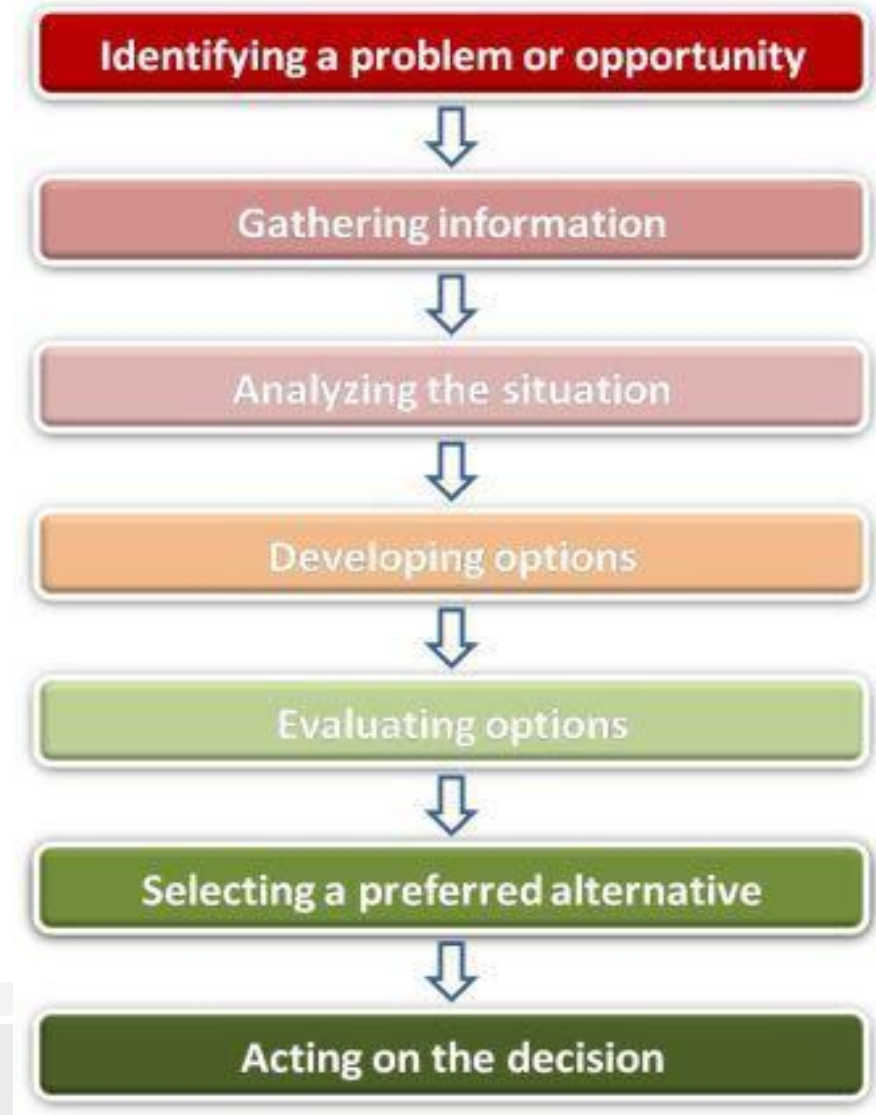 Identifying a problem or opportunity
Gathering information
Analyzing the situation
Developing options
Evaluating options
Selecting a preferred alternative
Acting on the decision